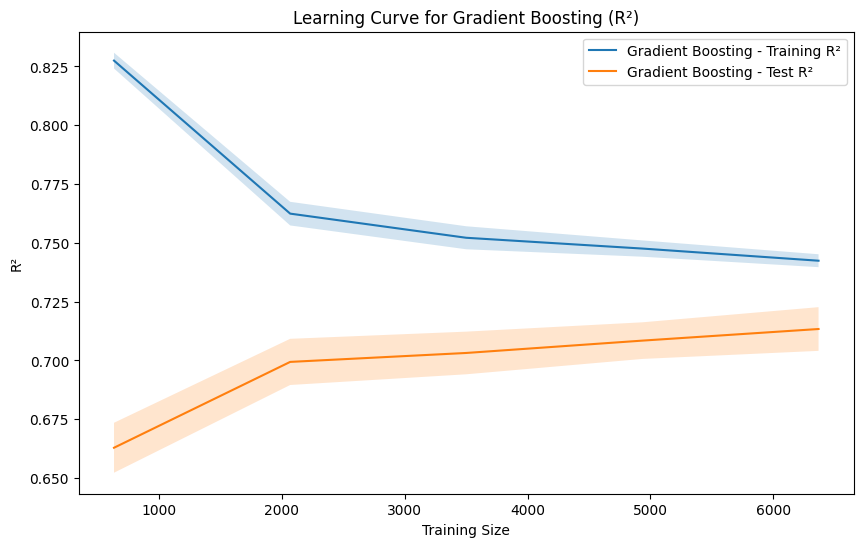 Learning Curve for Gradient Boosting (R²)
Gradient Boosting - Training R²
Gradient Boosting - Test R²
R²
0.825
0.800
0.775
0.750
0.725
0.700
0.675
0.650
1000 2000 3000 4000 5000 6000
Training Size